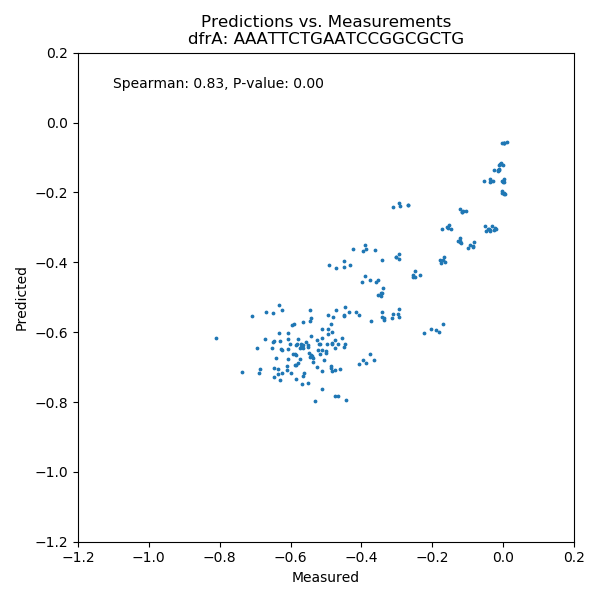 Predictions vs. Measurements
dfrA: AAATTCTGAATCCGGCGCTG
Spearman: 0.83, P-value: 0.00
0.2
0.0
−0.2
−0.4
−0.6
−0.8
−1.0
−1.2
Predicted
−1.2 −1.0 −0.8 −0.6 −0.4 −0.2 0.0 0.2
Measured